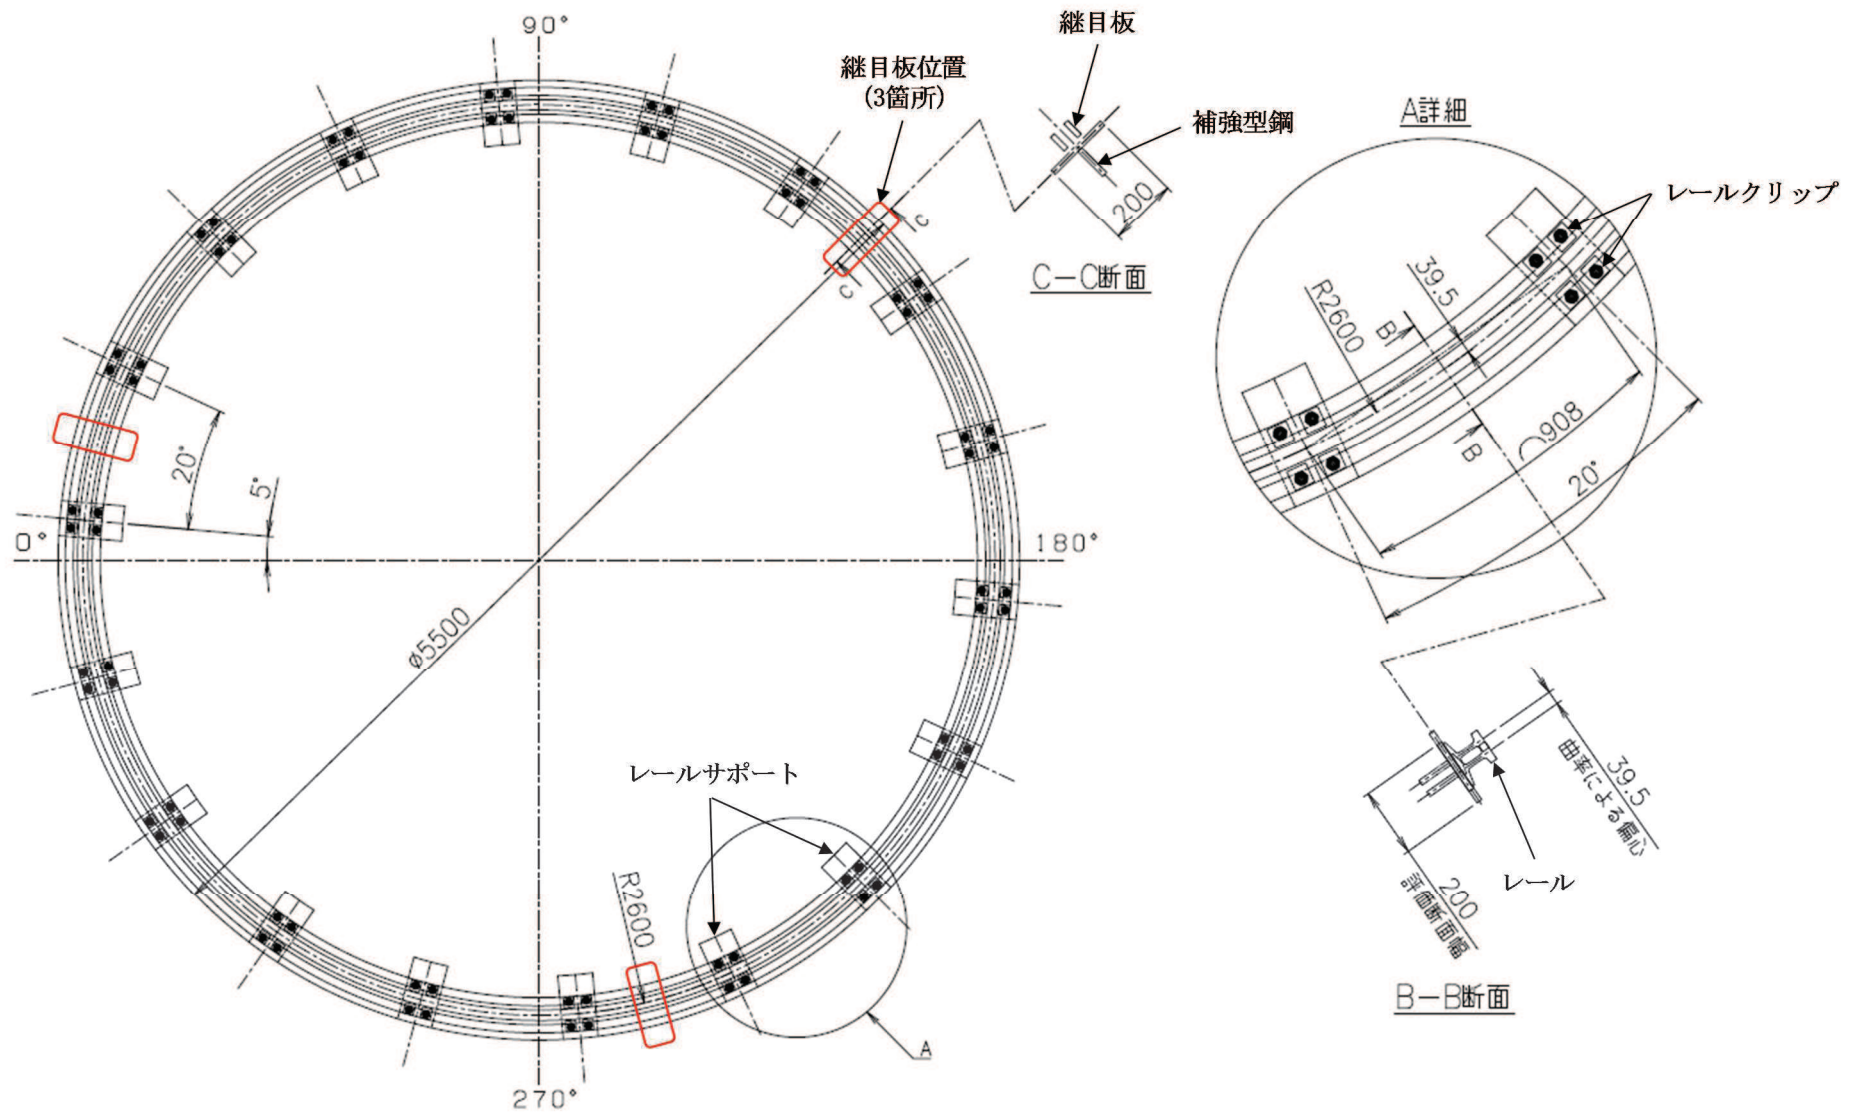 90°
継目板位置
(3箇所)
継目板
補強型鋼
200
C-C断面
C
C
20°
5°
0°
180°
φ5500
レールサポート
R2600
A
270°
A詳細
レールクリップ
39.5
R2600
B
B
908
20°
39.5
曲率による偏心
レール
200
評価断面幅
B-B断面